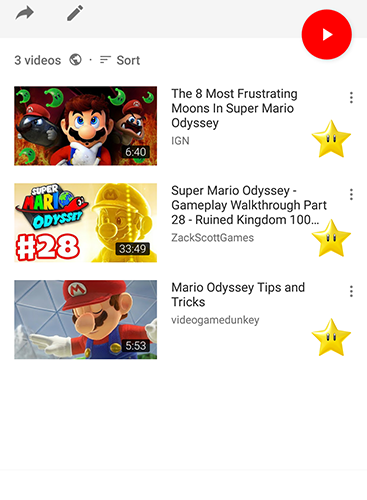 3 videos · Sort
The 8 Most Frustrating
Moons In Super Mario
Odyssey
IGN
6:40
Super Mario Odyssey -
Gameplay Walkthrough Part
28 - Ruined Kingdom 100...
ZackScottGames
SUPER
MARIO
ODYSSEY
#28
33:49
Mario Odyssey Tips and
Tricks
videogamedunkey
M
5:53